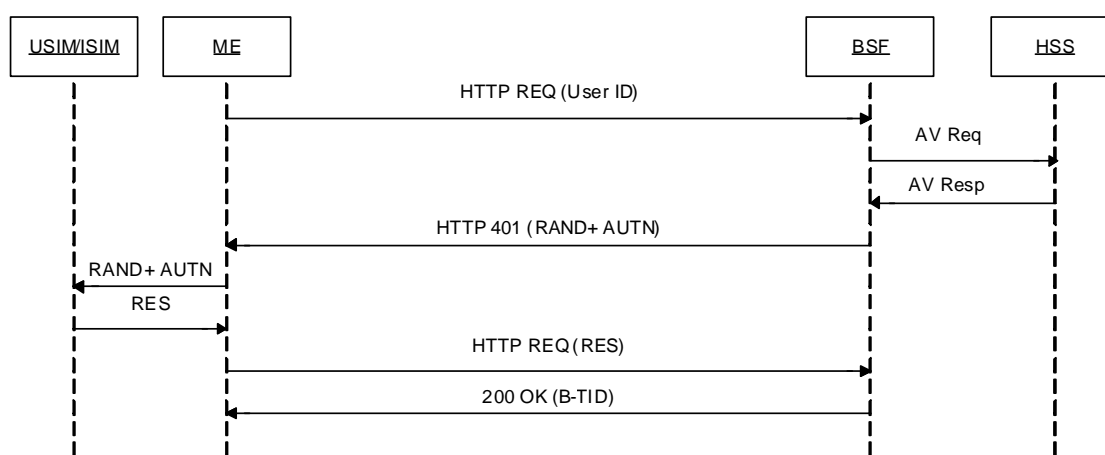 USIM/ISIM
ME
BSF
HSS
HTTP REQ (User ID)
AV Req
AV Resp
HTTP 401 (RAND+ AUTN)
RAND+ AUTN
RES
HTTP REQ (RES)
200 OK (B-TID)